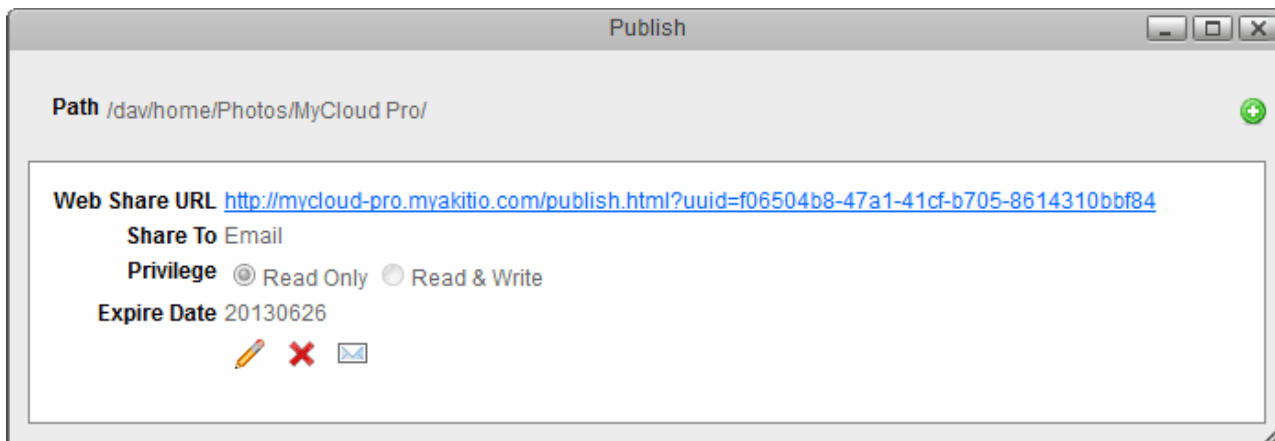 Publish
Path /dav/home/Photos/MyCloud Pro/
Web Share URL http://mycloud-pro.myakitio.com/publish.html?uuid=f06504b8-47a1-41cf-b705-8614310bbf84
Share To Email
Privilege Read Only Read & Write
Expire Date 20130626